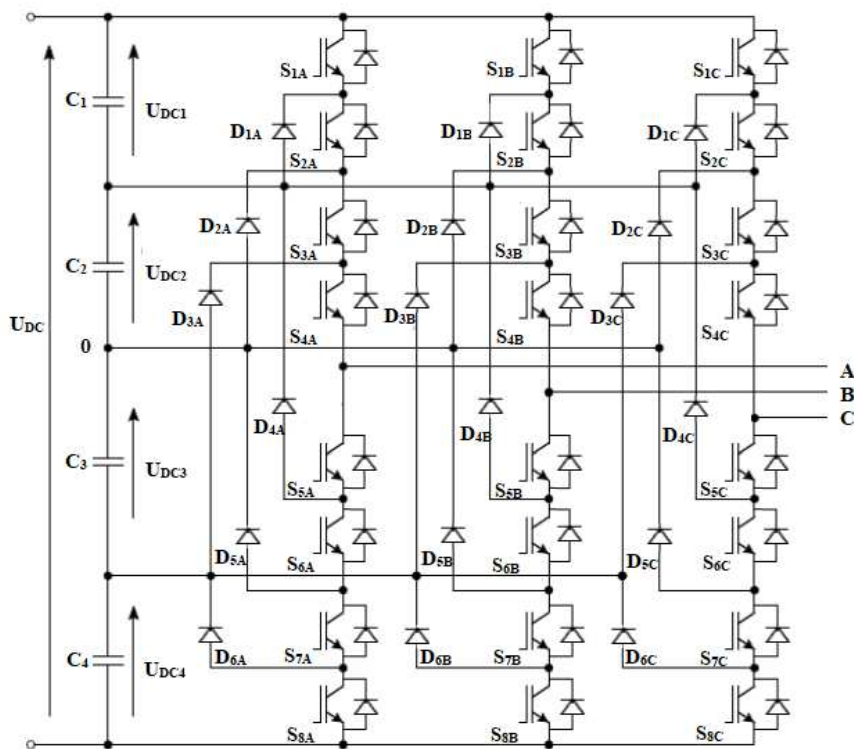 S1A S1B S1C
C1 UDC1 D1A D1B D1C
S2A S2B S2C
D2A D2B D2C
C2 UDC2 S3A S3B S3C
D3A D3B D3C
UDC
0 S4A S4B S4C
A
B
C
D4A D4B D4C
C3 UDC3
S5A S5B S5C
D5A D5B D5C
S6A S6B S6C
C4 UDC4 D6A S7A D6B S7B D6C S7C
S8A S8B S8C